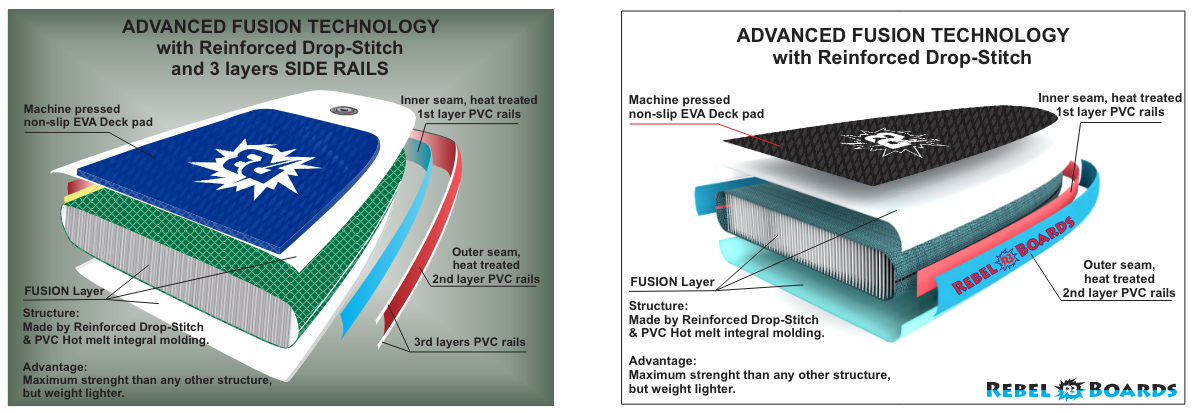 ADVANCED FUSION TECHNOLOGY
with Reinforced Drop-Stitch
and 3 layers SIDE RAILS
Machine pressed
non-slip EVA Deck pad
Inner seam, heat treated
1st layer PVC rails
Outer seam,
heat treated
2nd layer PVC rails
FUSION Layer
Structure:
Made by Reinforced Drop-Stitch
& PVC Hot melt integral molding.
3rd layers PVC rails
Advantage:
Maximum strenght than any other structure,
but weight lighter.
ADVANCED FUSION TECHNOLOGY
with Reinforced Drop-Stitch
Machine pressed
non-slip EVA Deck pad
Inner seam, heat treated
1st layer PVC rails
REBEL BOARDS
Outer seam,
heat treated
2nd layer PVC rails
FUSION Layer
Structure:
Made by Reinforced Drop-Stitch
& PVC Hot melt integral molding.
Advantage:
Maximum strenght than any other structure,
but weight lighter.
REBEL BOARDS